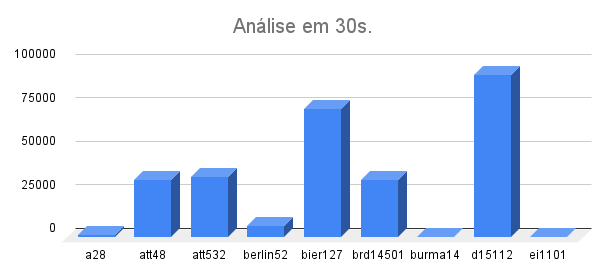 Análise em 30s.
100000
75000
50000
25000
0
a28 att48 att532 berlin52 bier127 brd14501 burma14 d15112 ei1101